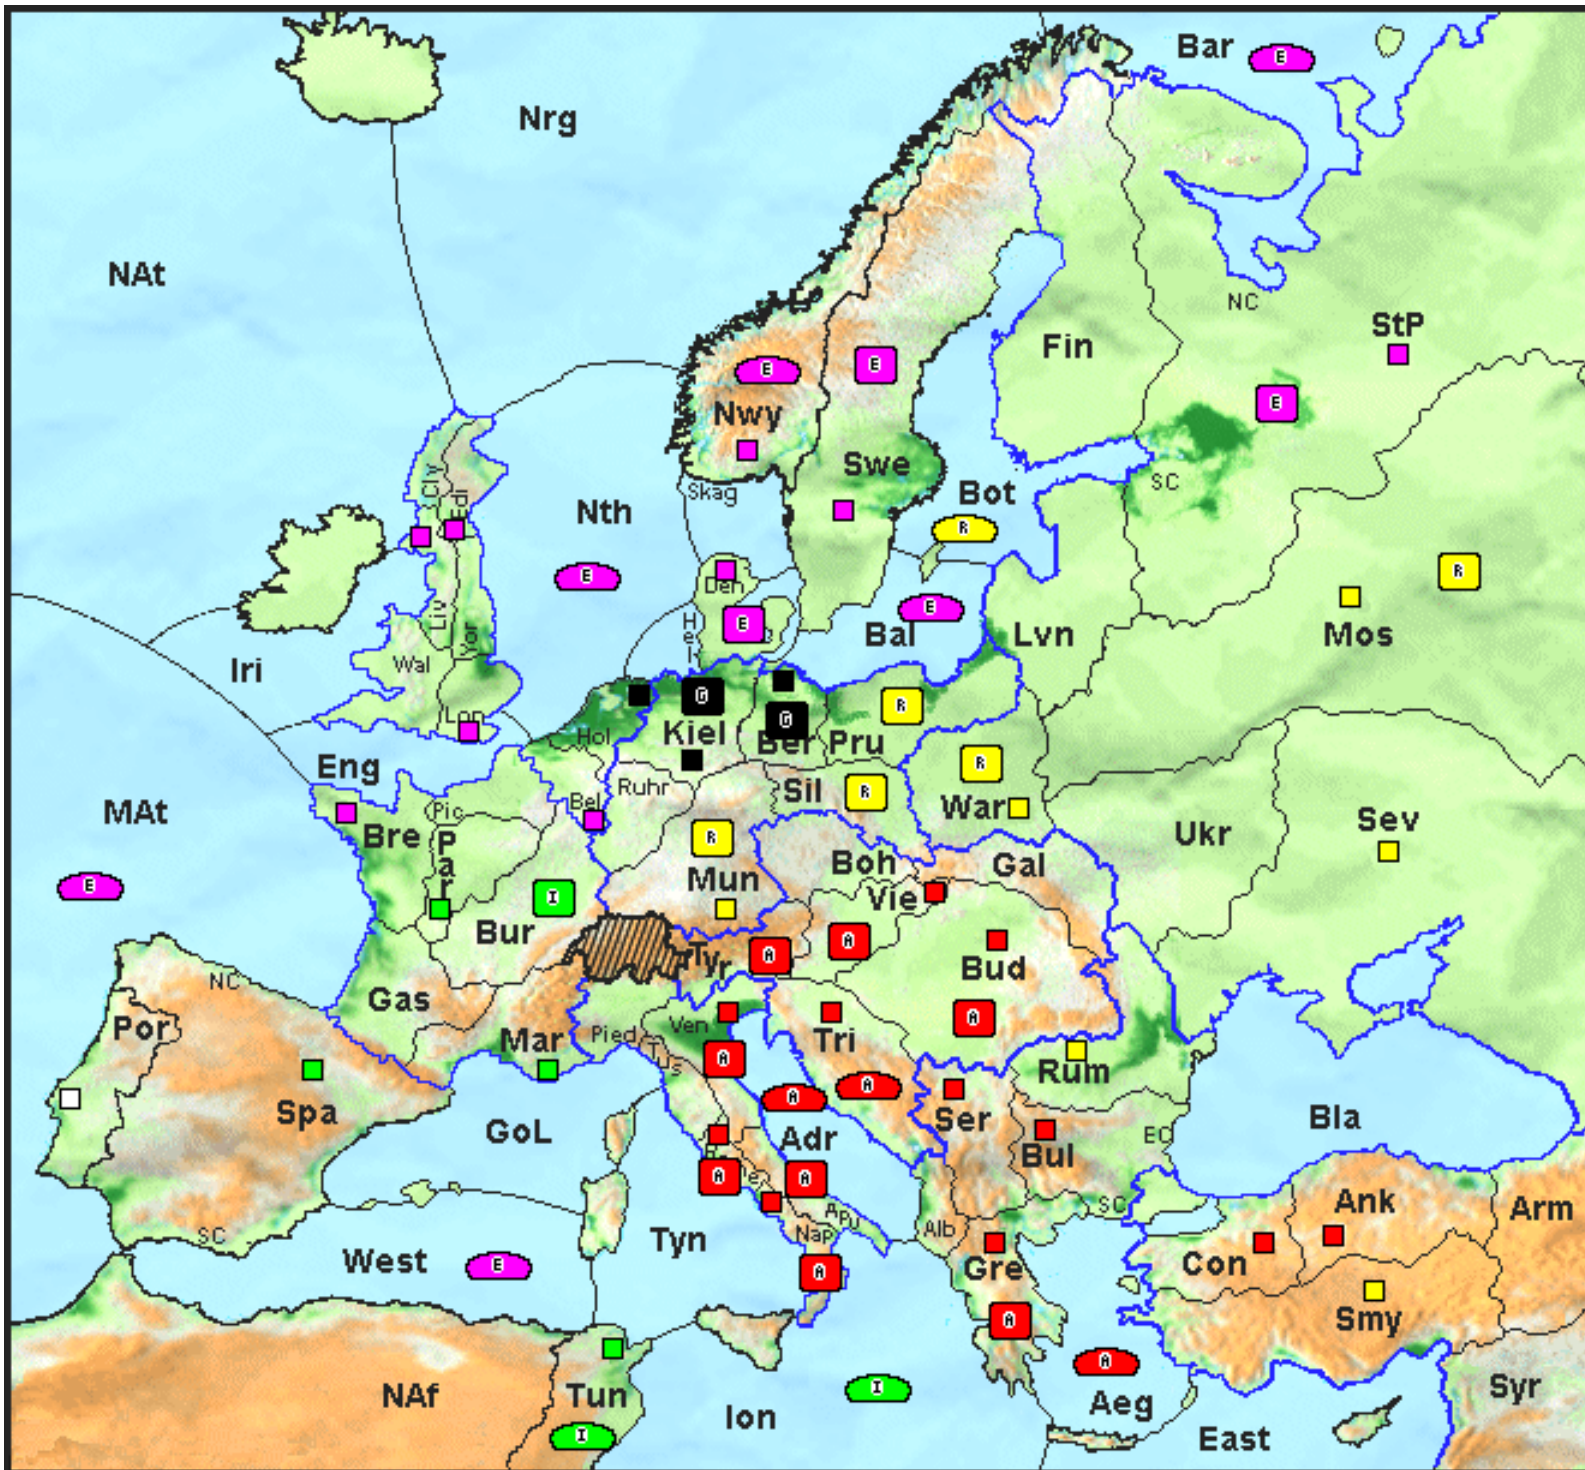 Bar
E
Nrg
NAt
NC
StP
Fin
E
E
Nwy
E
Swe
Cly
Edi
Skag
Bot
SC
Nth
R
R
E
Den
E
E
Hel
Bal
Lvn
Mos
Liv
Yor
Wal
Iri
Lon
G
R
Hol
Kiel
G
Ber
Pru
Eng
R
Ruhr
Sil
R
War
Bel
Pic
MAt
Bre
Par
R
Boh
Gal
Ukr
Sev
E
I
Mun
Vie
Bur
A
A
Tyr
Bud
NC
Gas
Por
Ven
Pied
Mar
Tus
Tri
A
A
Rum
A
A
Ser
Spa
GoL
Adr
Bla
EC
Bul
A
A
Ank
Arm
SC
Apu
Nap
Alb
SC
Tyn
West
E
A
Gre
Con
Smy
A
A
NAf
Tun
I
Aeg
Syr
Ion
I
East